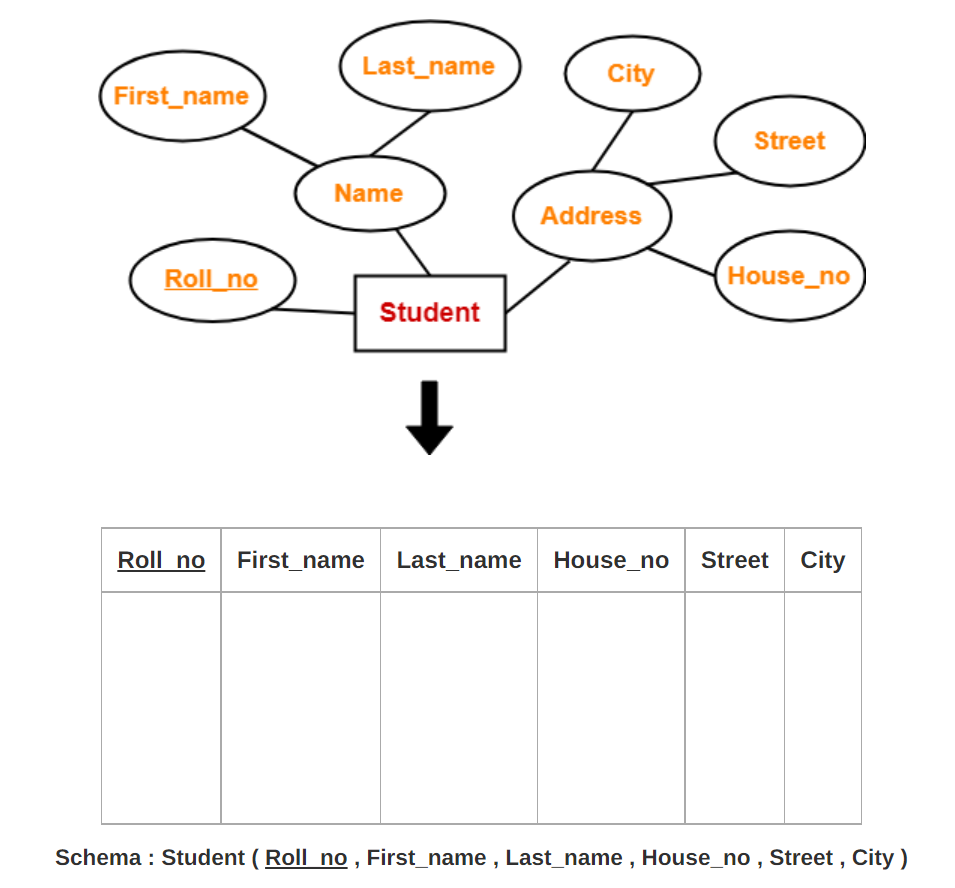 Last_name
City
First_name
Street
Name
Address
Roll_no
House_no
Student
Roll_no First_name Last_name House_no Street City
Schema : Student ( Roll_no , First_name , Last_name , House_no , Street , City )